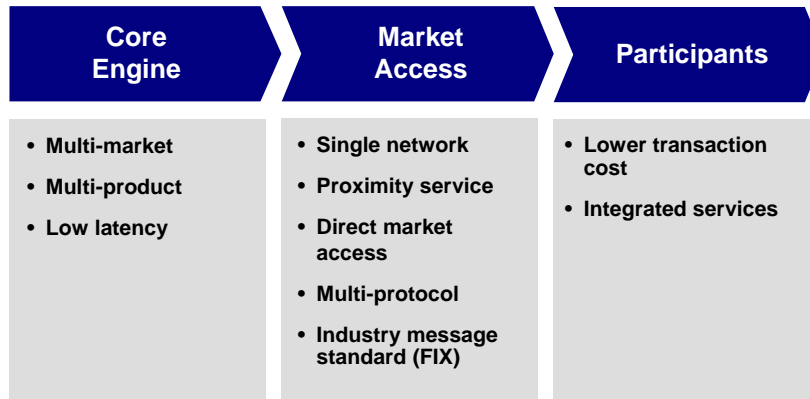 Core
Engine
Market
Access
Participants
• Multi-market
• Multi-product
• Low latency
• Single network
• Proximity service
• Direct market
access
• Multi-protocol
• Industry message
standard (FIX)
• Lower transaction
cost
• Integrated services